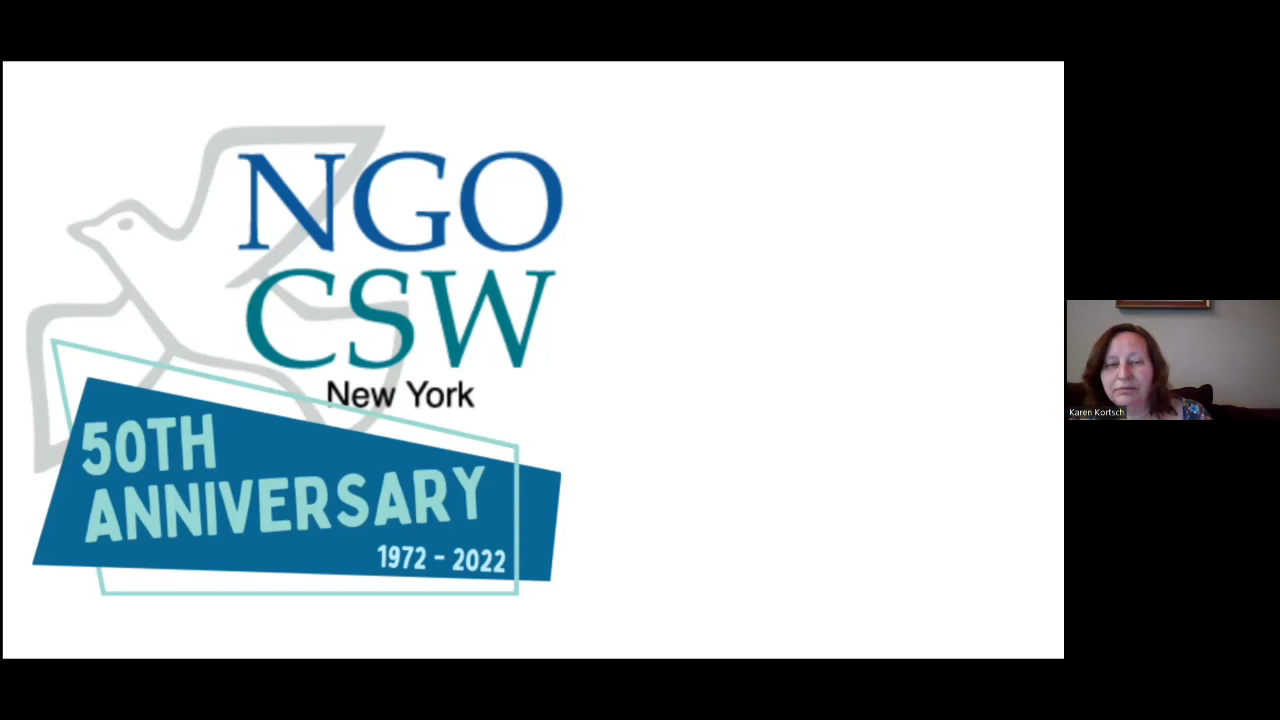 NGO
CSW
New York
50TH
ANNIVERSARY
1972 - 2022
Karen Kortsch